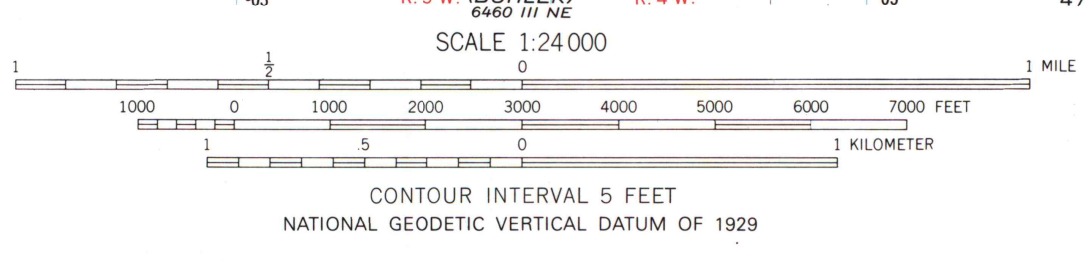 6460 III NE
SCALE 1:24 000
1 1/2 0 1 MILE
1000 0 1000 2000 3000 4000 5000 6000 7000 FEET
1 .5 0 1 KILOMETER
CONTOUR INTERVAL 5 FEET
NATIONAL GEODETIC VERTICAL DATUM OF 1929